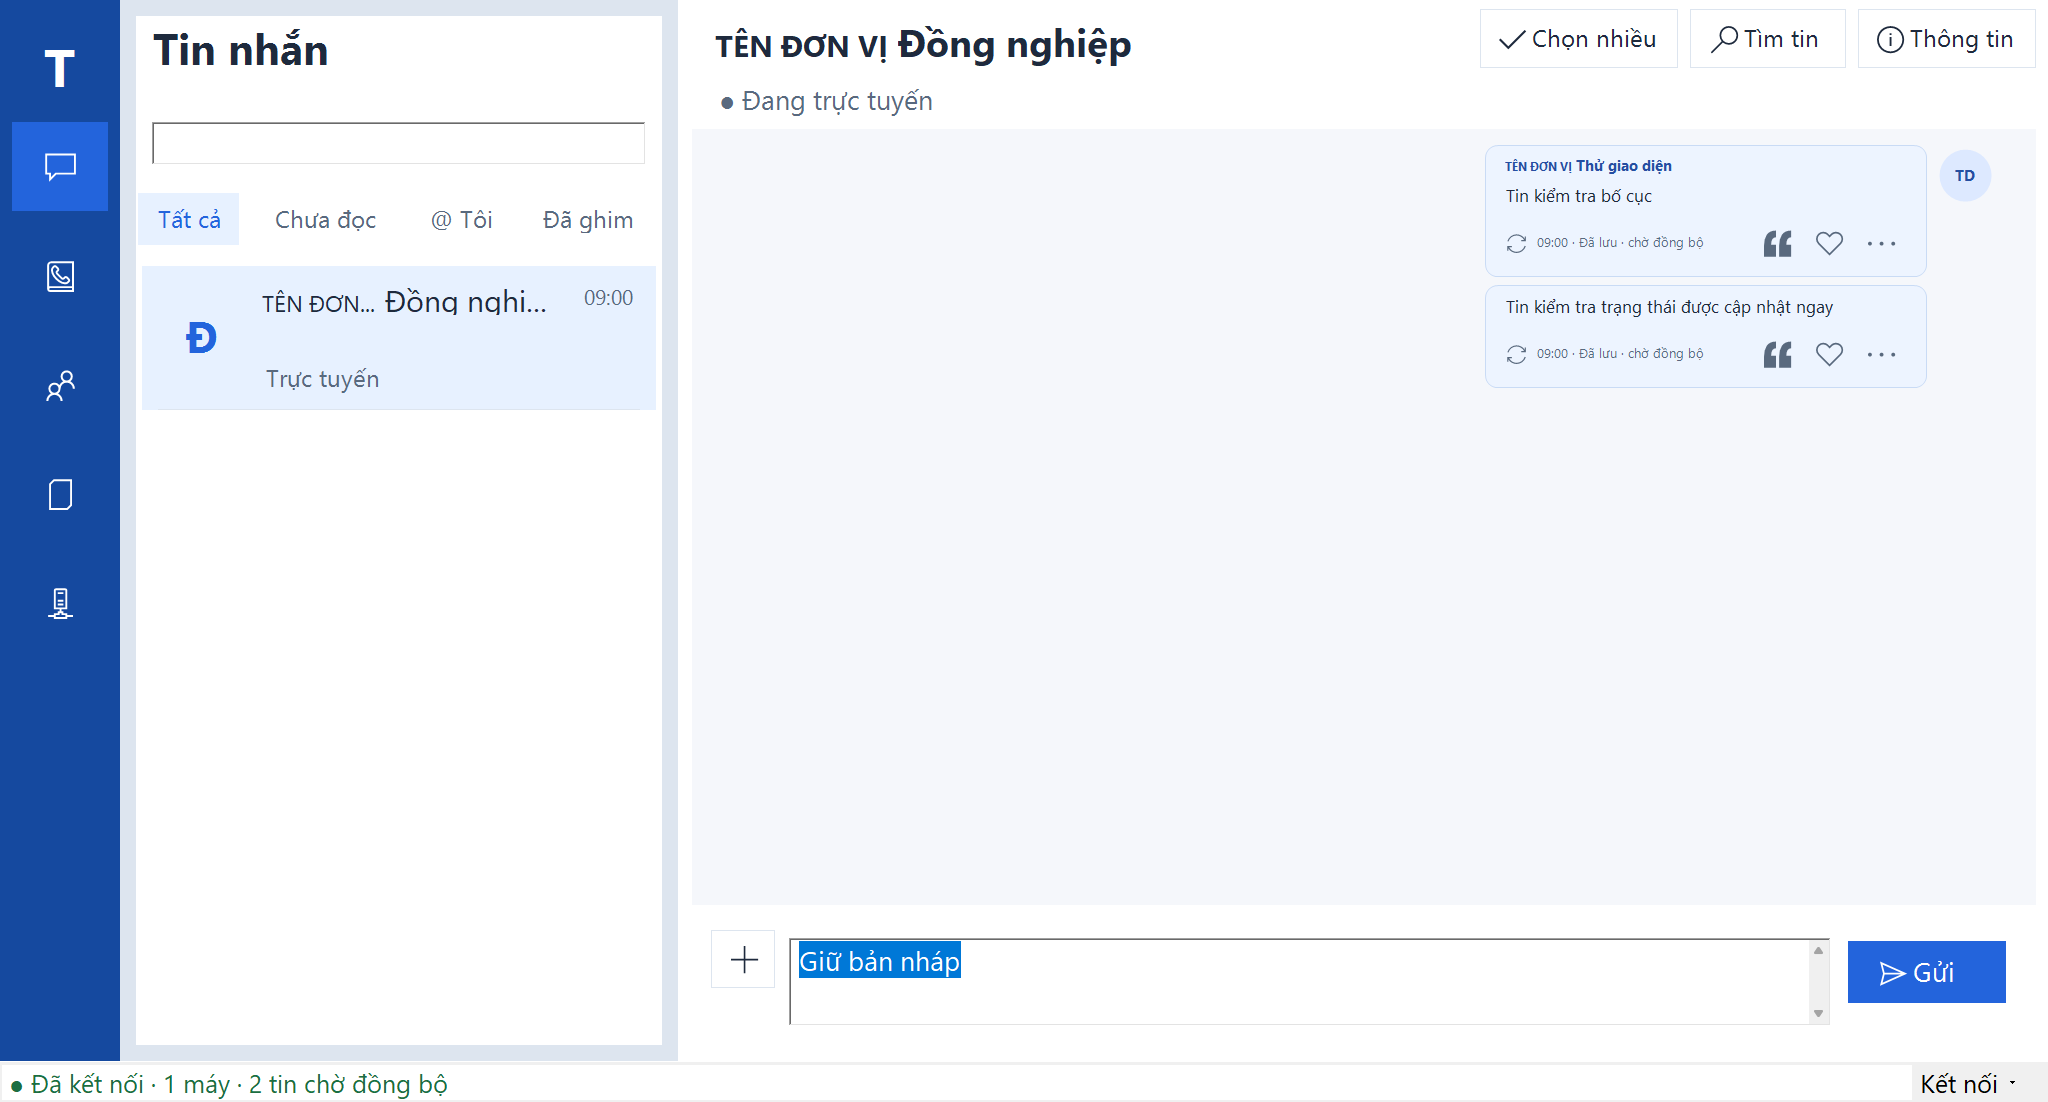 T
Tin nhắn
Tất cả
Chưa đọc
@ Tôi
Đã ghim
Đ
TÊN ĐƠN... Đồng nghi...
09:00
Trực tuyến
TÊN ĐƠN VỊ Đồng nghiệp
● Đang trực tuyến
Chọn nhiều
Tìm tin
Thông tin
TÊN ĐƠN VỊ Thử giao diện
Tin kiểm tra bố cục
09:00 · Đã lưu · chờ đồng bộ
TD
Tin kiểm tra trạng thái được cập nhật ngay
09:00 · Đã lưu · chờ đồng bộ
Giữ bản nháp
Gửi
● Đã kết nối · 1 máy · 2 tin chờ đồng bộ
Kết nối